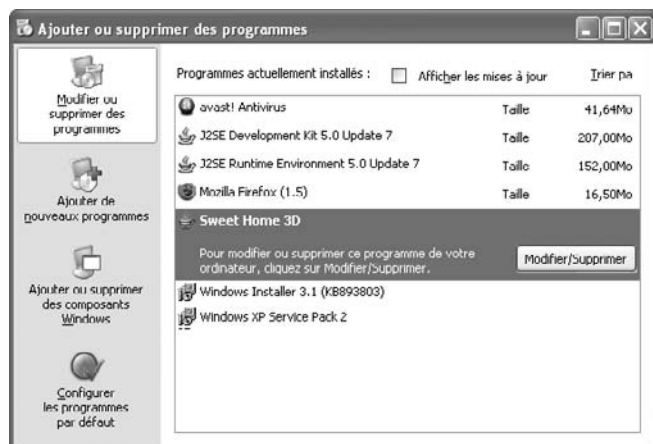 Ajouter ou supprimer des programmes
Modifier ou
supprimer des
programmes
Ajouter de
nouveaux programmes
Ajouter ou supprimer
des composants
Windows
Configurer
les programmes
par défaut
Programmes actuellement installés : Afficher les mises à jour Trier pa
avast! Antivirus Taille 41,64Mo
J2SE Development Kit 5.0 Update 7 Taille 207,00Mo
J2SE Runtime Environment 5.0 Update 7 Taille 152,00Mo
Mozilla Firefox (1.5) Taille 16,50Mo
Sweet Home 3D
Pour modifier ou supprimer ce programme de votre
ordinateur, cliquez sur Modifier/Supprimer. Modifier/Supprimer
Windows Installer 3.1 (KB893803)
Windows XP Service Pack 2